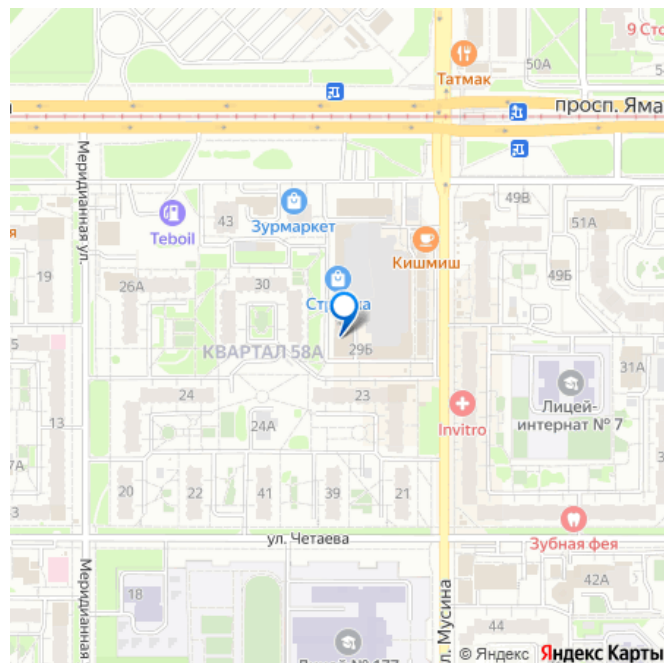 9 Сто
50А
Татмак
просп. Яма
Меридианная ул.
Teboil
43
Зурмаркет
49В
51А
Кишмиш
19
26А
30
49Б
КВАРТАЛ 58А
29Б
31А
Лицей-
интернат № 7
24
23
Invitro
13
24А
20
22
41
39
21
ул. Четаева
Зубная фея
Меридианная
18
42А
44
л. Мусина
© Яндекс Яндекс Карты